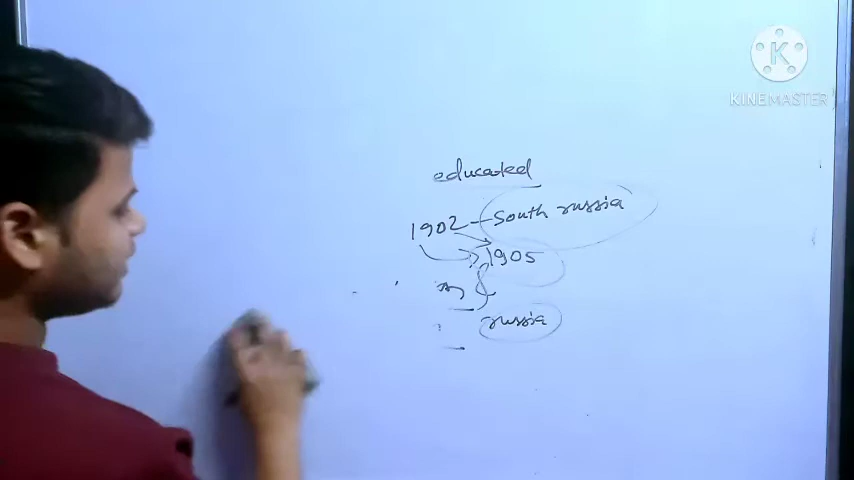 KINEMASTER
educated
1902 - South russia
1905
russia